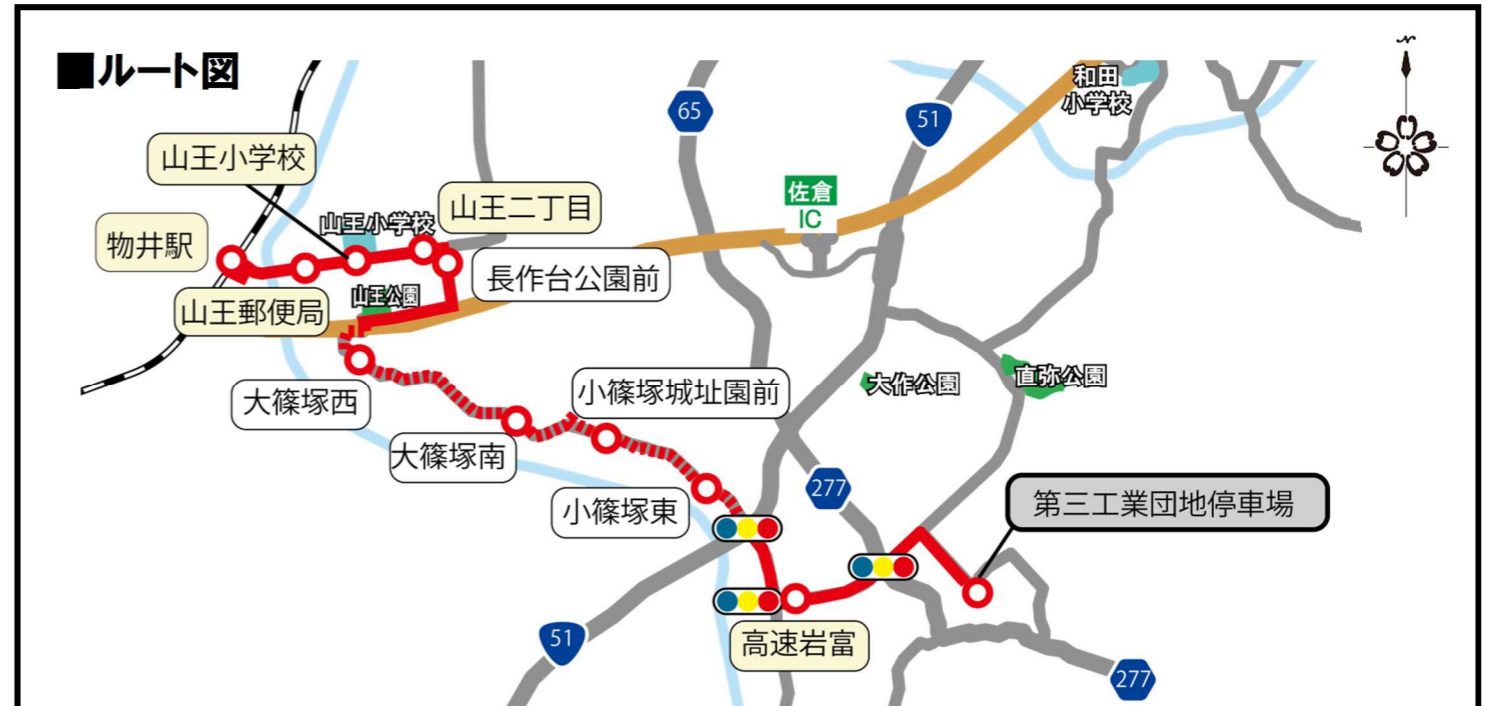 ■ルート図
N
和田
小学校
65
51
山王小学校
佐倉
IC
山王二丁目
山王小学校
物井駅
長作台公園前
山王公園
山王郵便局
大篠塚西
小篠塚城址園前
大作公園
直弥公園
大篠塚南
277
第三工業団地停車場
小篠塚東
51
高速岩富
277